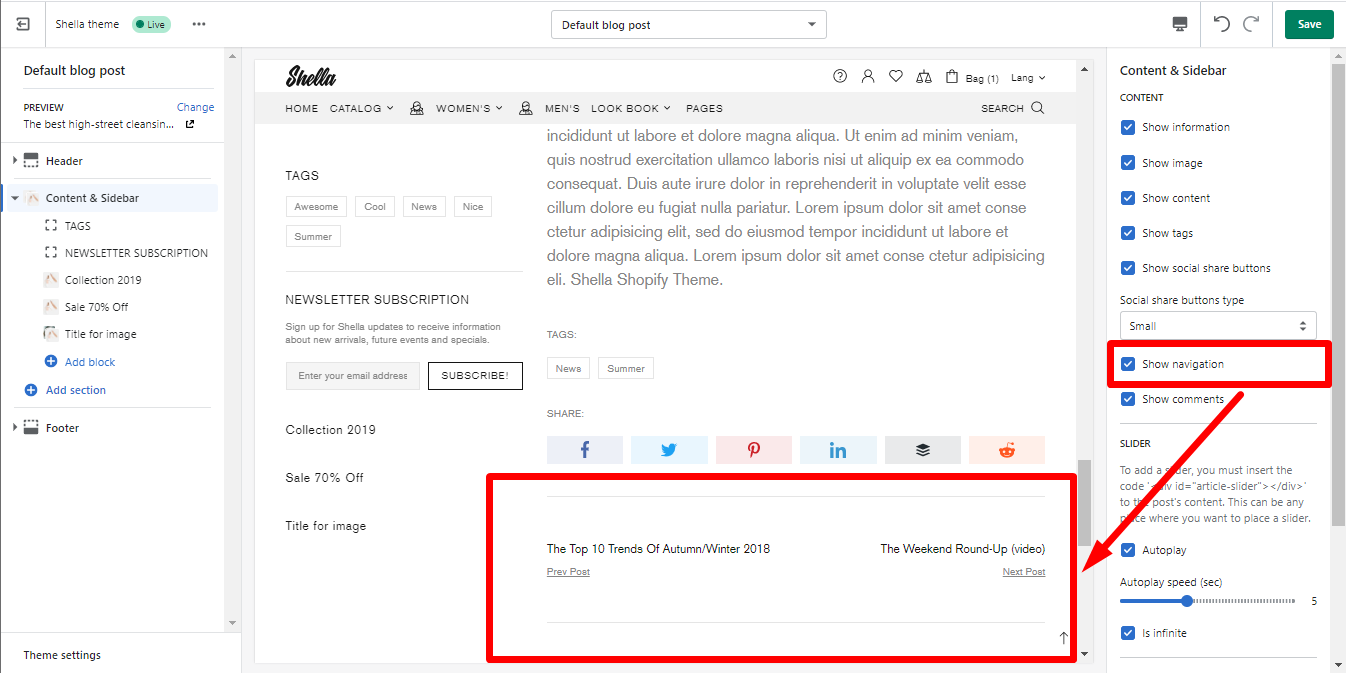 Shella theme
Live
Default blog post
Save
Default blog post
PREVIEW
Change
The best high-street cleansin...
Header
Content & Sidebar
TAGS
NEWSLETTER SUBSCRIPTION
Collection 2019
Sale 70% Off
Title for image
Add block
Add section
Footer
Theme settings
Shella
Bag (1)
Lang
HOME
CATALOG
WOMEN'S
MEN'S
LOOK BOOK
PAGES
SEARCH
TAGS
Awesome
Cool
News
Nice
Summer
NEWSLETTER SUBSCRIPTION
Sign up for Shella updates to receive information
about new arrivals, future events and specials.
Enter your email address
SUBSCRIBE!
Collection 2019
Sale 70% Off
Title for image
incididunt ut labore et dolore magna aliqua. Ut enim ad minim veniam,
quis nostrud exercitation ullamco laboris nisi ut aliquip ex ea commodo
consequat. Duis aute irure dolor in reprehenderit in voluptate velit esse
cillum dolore eu fugiat nulla pariatur. Lorem ipsum dolor sit amet conse
ctetur adipisicing elit, sed do eiusmod tempor incididunt ut labore et
dolore magna aliqua. Lorem ipsum dolor sit amet conse ctetur adipisicing
eli. Shella Shopify Theme.
TAGS:
News
Summer
SHARE:
The Top 10 Trends Of Autumn/Winter 2018
Prev Post
The Weekend Round-Up (video)
Next Post
Content & Sidebar
CONTENT
Show information
Show image
Show content
Show tags
Show social share buttons
Social share buttons type
Small
Show navigation
Show comments
SLIDER
To add a slider, you must insert the
code '<div id="article-slider"></div>'
to the post's content. This can be any
place where you want to place a slider.
Autoplay
Autoplay speed (sec)
5
Is infinite